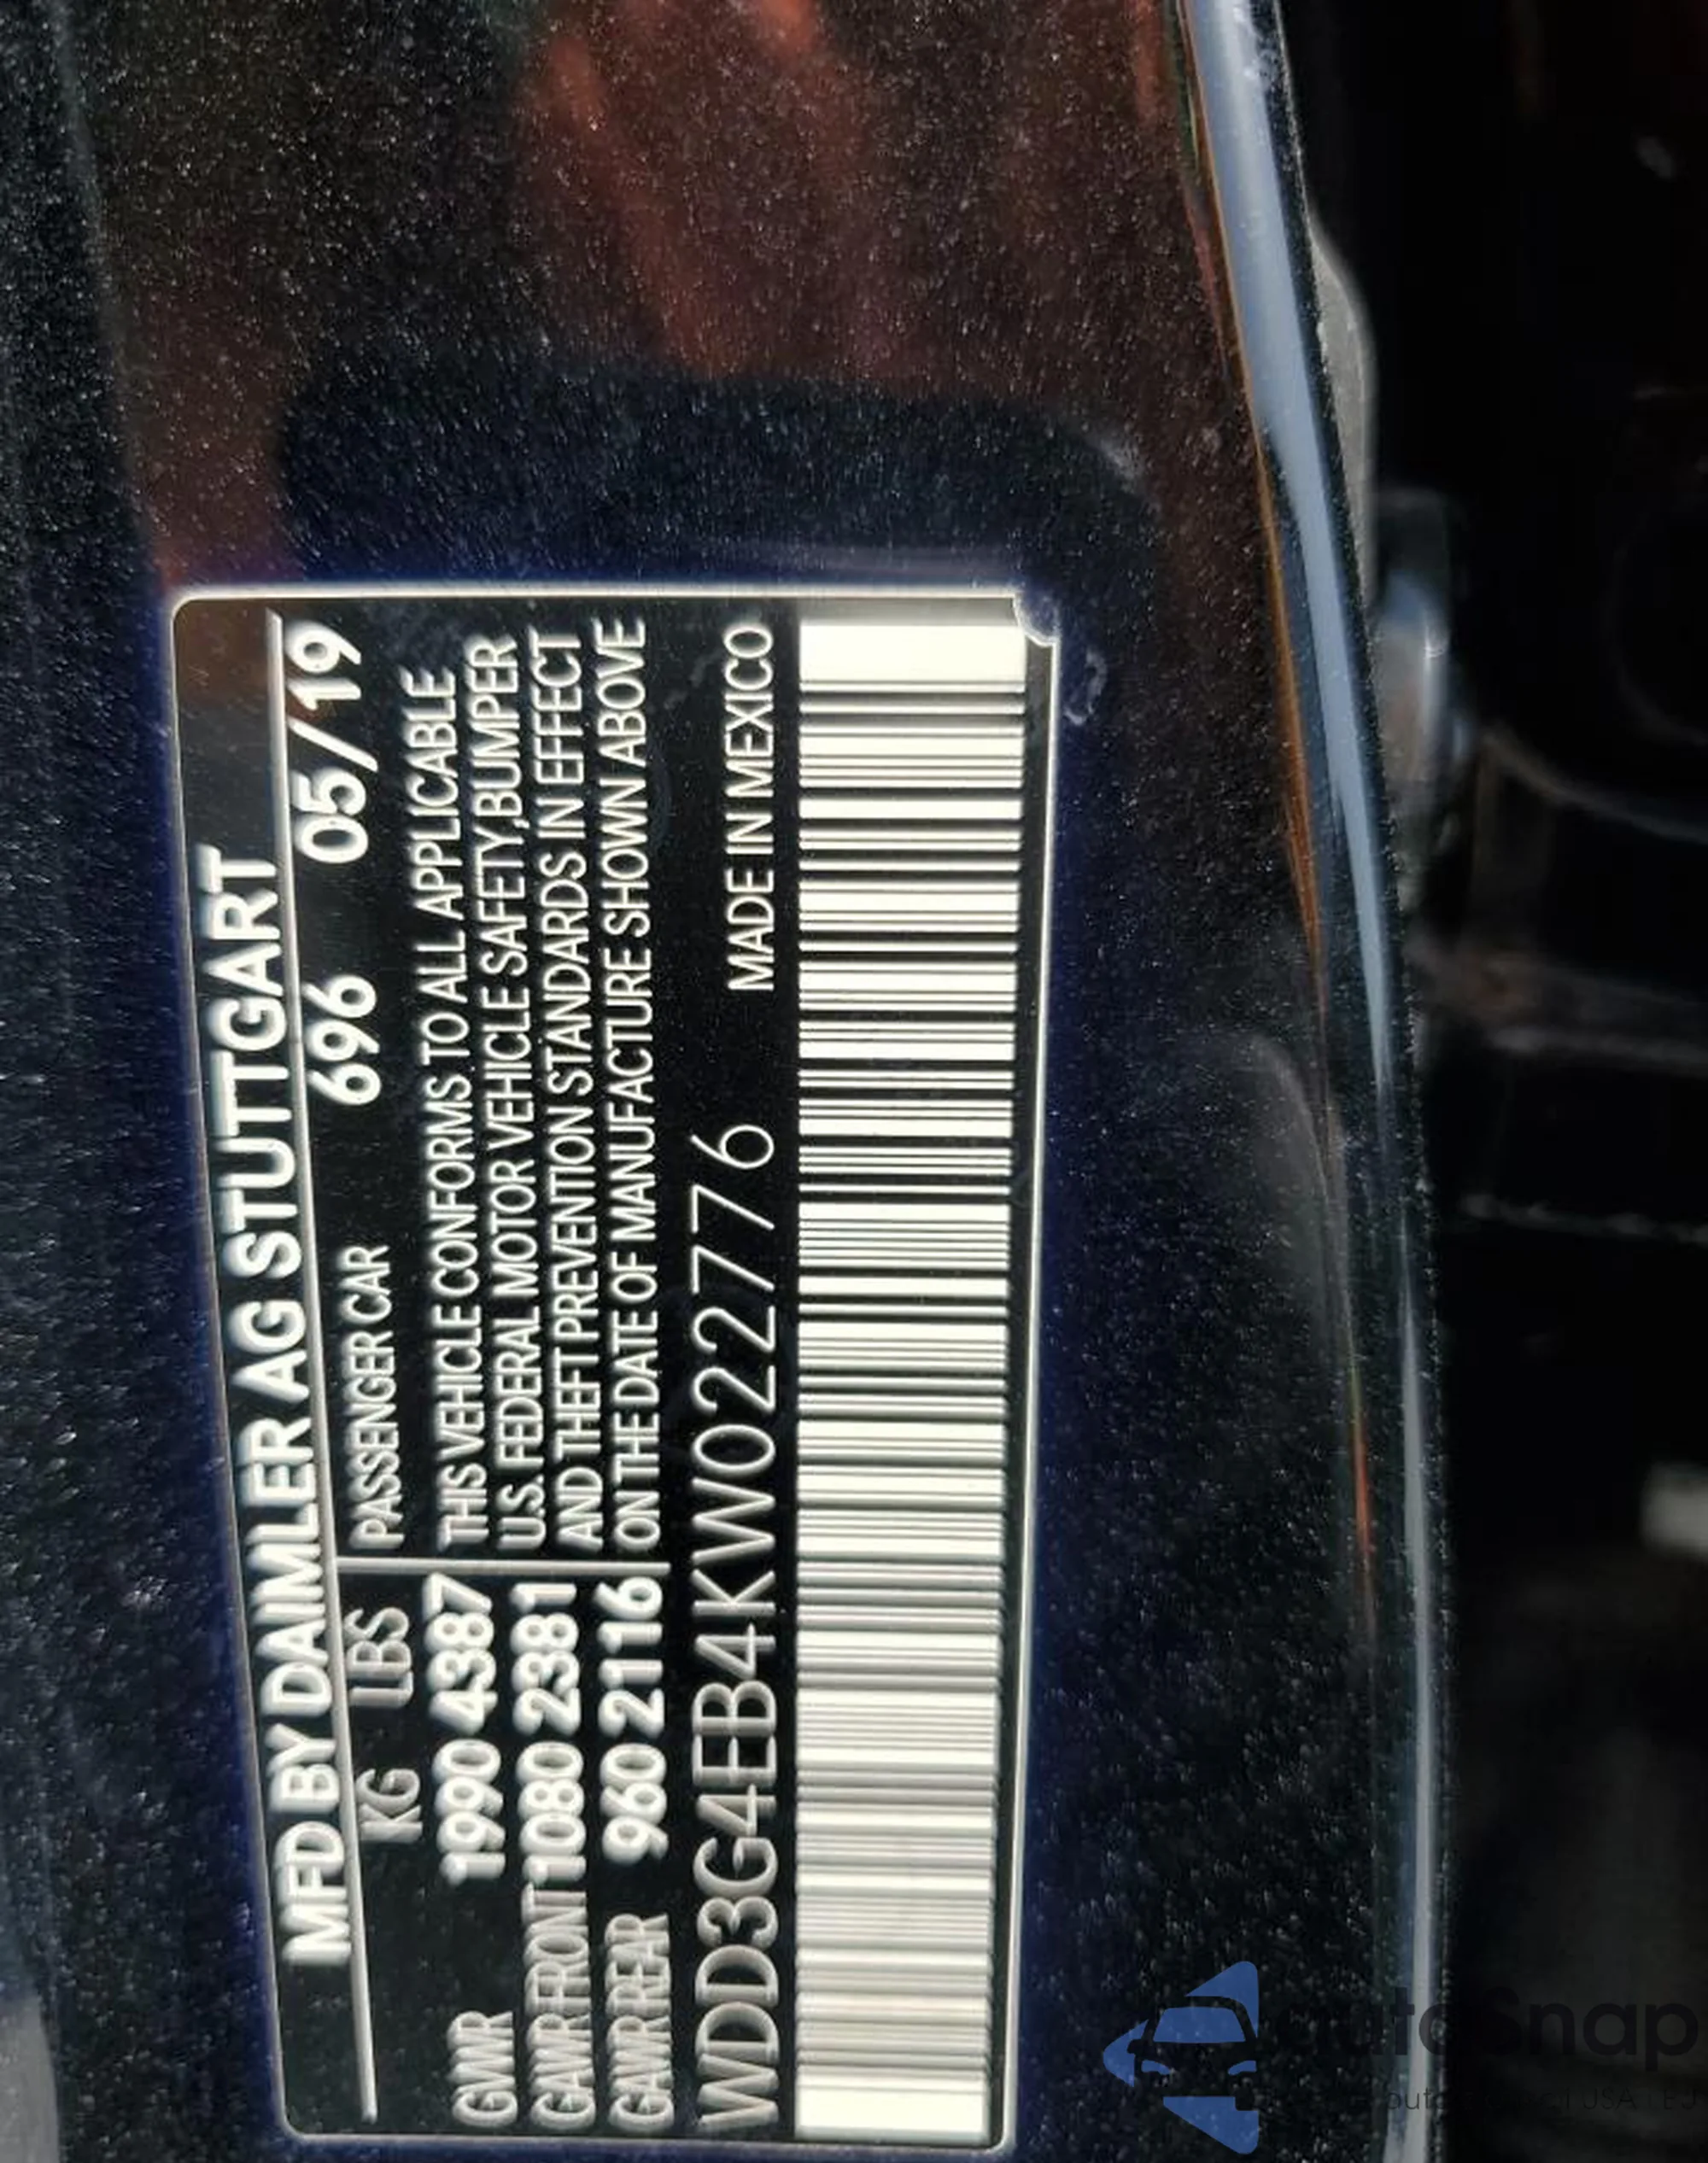 MFD BY DAIMLER AG STUTTGART
KG LBS PASSENGER CAR 696 05/19
GVWR 1990 4387 THIS VEHICLE CONFORMS TO ALL APPLICABLE
GAWR FRONT 1080 2381 U.S. FEDERAL MOTOR VEHICLE SAFETY,BUMPER
GAWR REAR 960 2116 AND THEFT PREVENTION STANDARDS IN EFFECT
ON THE DATE OF MANUFACTURE SHOWN ABOVE
WDD3G4EB4KW022776 MADE IN MEXICO
autoSnap